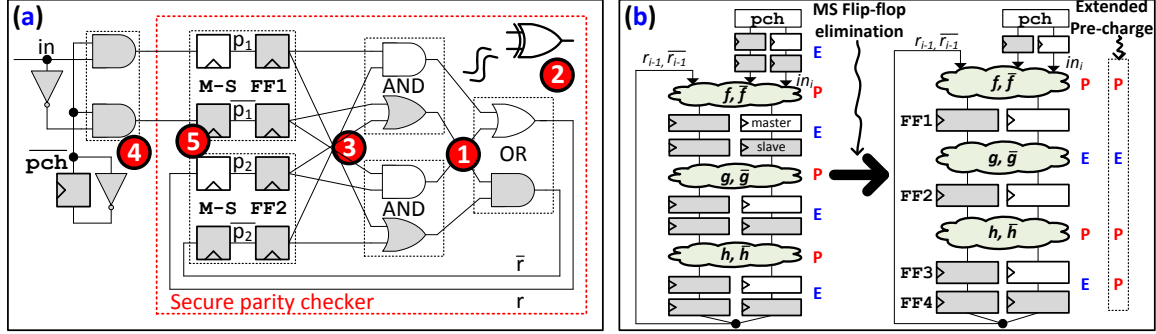 (a)
in
p1
M-S FF1
p1
5
4
pch
p2
M-S FF2
p2
AND
3
AND
2
1
OR
r
r
Secure parity checker
(b)
MS Flip-flop
elimination
Extended
Pre-charge
pch
E
ri-1, ri-1
ini
f, f
P
master
E
slave
g, g
P
E
h, h
P
E
pch
ri-1, ri-1
ini
f, f
P
P
FF1
g, g
E
E
FF2
h, h
P
P
FF3
E
P
FF4